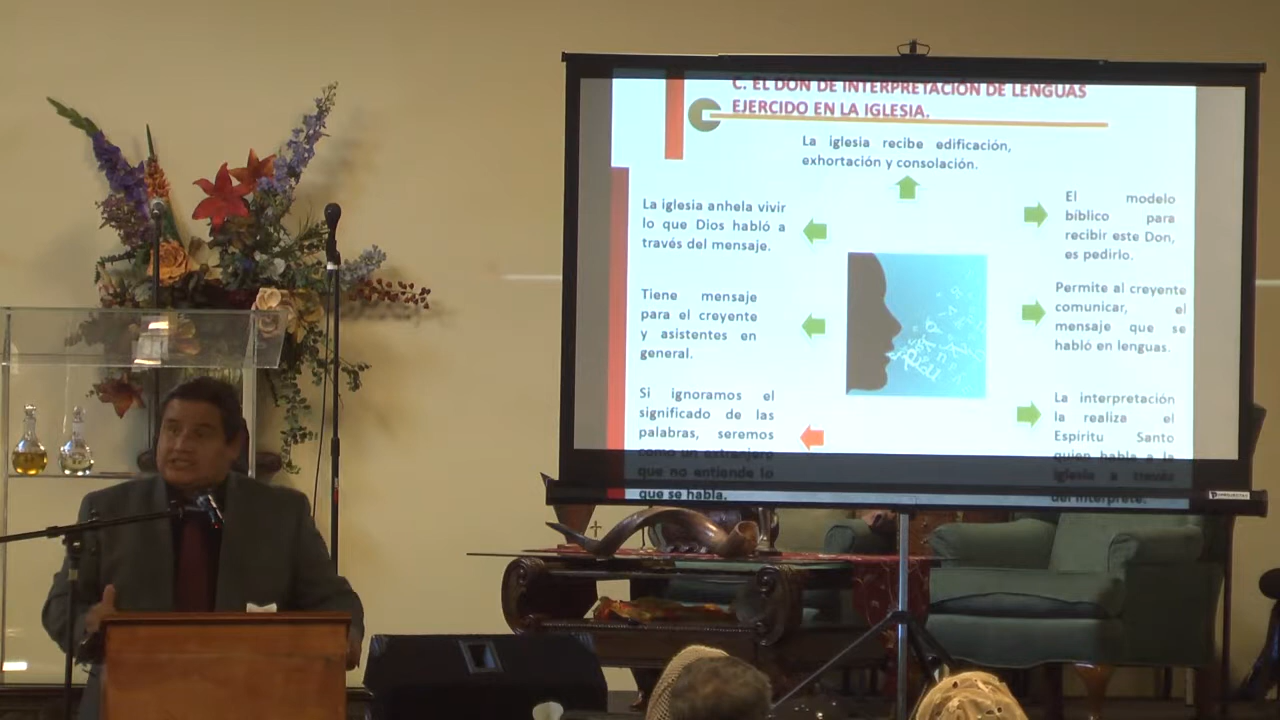 C. EL DON DE INTERPRETACIÓN DE LENGUAS
EJERCIDO EN LA IGLESIA.
La iglesia recibe edificación,
exhortación y consolación.
La iglesia anhela vivir
lo que Dios habló a
través del mensaje.
Tiene mensaje
para el creyente
y asistentes en
general.
Si ignoramos el
significado de las
palabras, seremos
como un extranjero
que no entiende lo
que se habla.
El modelo
bíblico para
recibir este Don,
es pedirlo.
Permite al creyente
comunicar, el
mensaje que se
habló en lenguas.
La interpretación
la realiza el
Espíritu Santo
quien habla a la
iglesia a través
del interprete.